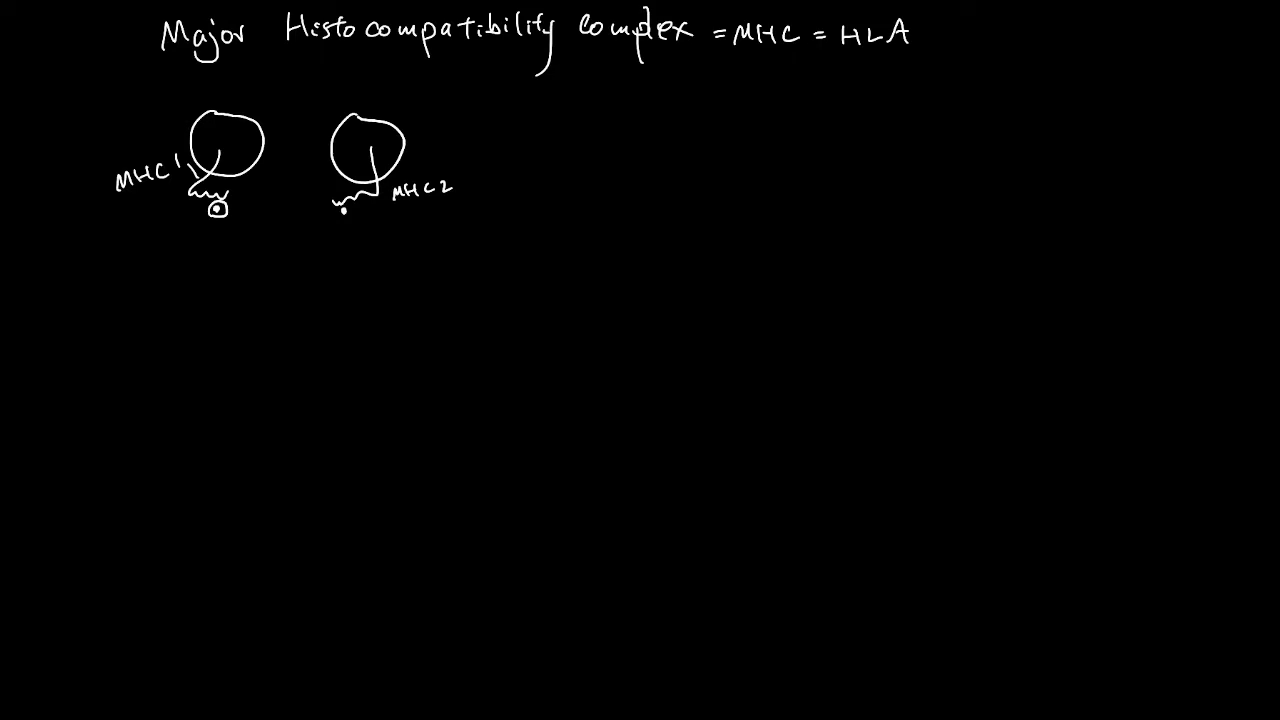 Major Histocompatibility complex = MHC = HLA
MHC 1
MHC 2